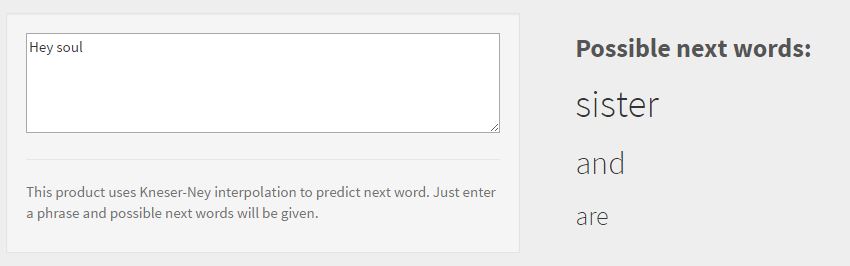 Hey soul
This product uses Kneser-Ney interpolation to predict next word. Just enter
a phrase and possible next words will be given.
Possible next words:
sister
and
are